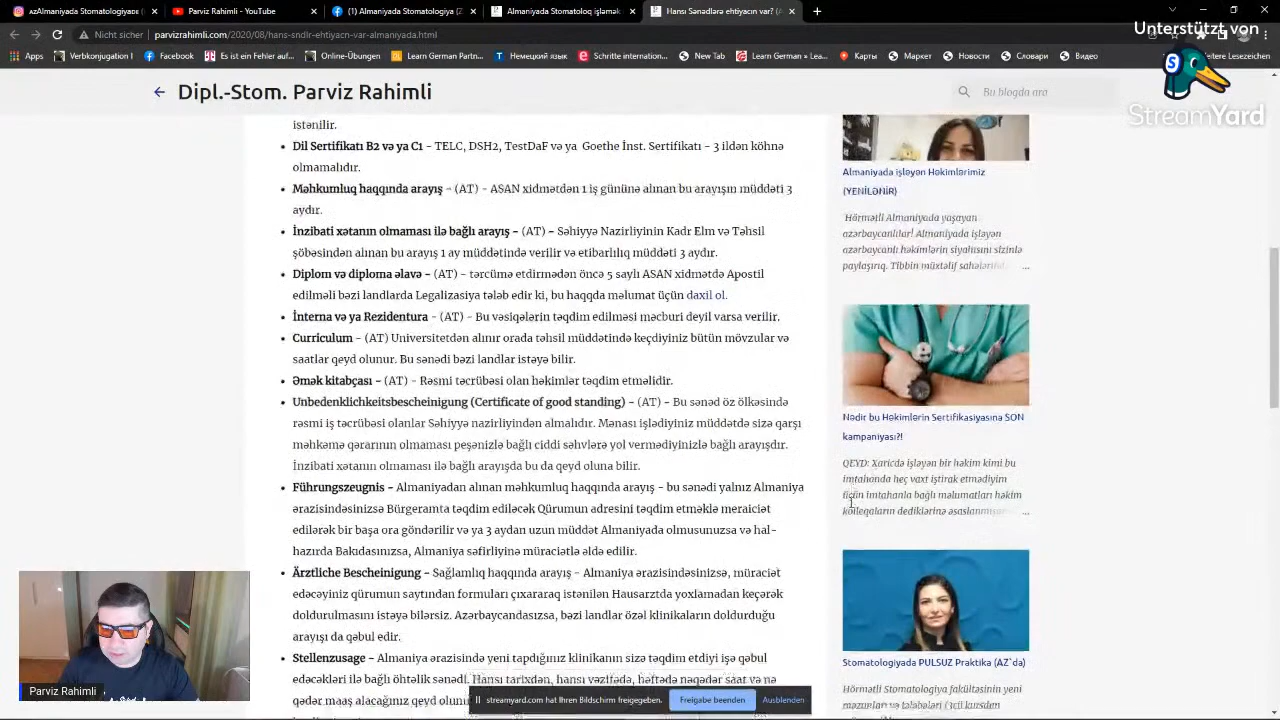 azAlmaniyada Stomatologiya (
Parviz Rahimli - YouTube
(1) Almaniyada Stomatologiya (Z
Almaniyada Stomatoloq işləmək
Hansı Sənədlərə ehtiyacın var? (A
Nicht sicher
parvizrahimli.com/2020/08/hans-sndlr-ehtiyacn-var-almaniyada.html
Unterstützt von
Verbkonjugation
Facebook
Es ist ein Fehler auf...
Duolingo
Learn German Partn...
Немецкий язык
Schritte internation...
New Tab
Learn German » Lea...
Карты
Маркет
Новости
Словари
Видео
Weitere Lesezeichen
StreamYard
Dipl.-Stom. Parviz Rahimli
Bu blogda ara
istənilir.
Dil Sertifikatı B2 və ya C1 - TELC, DSH2, TestDaF və ya Goethe İnst. Sertifikatı - 3 ildən köhnə
olmamalıdır.
Məhkumluq haqqında arayış - (AT) - ASAN xidmətdən 1 iş gününə alınan bu arayışın müddəti 3
aydır.
İnzibati xətanın olmaması ilə bağlı arayış - (AT) - Səhiyyə Nazirliyinin Kadr Elm və Təhsil
şöbəsindən alınan bu arayış 1 ay müddətində verilir və etibarlılıq müddəti 3 aydır.
Diplom və diploma əlavə - (AT) - tərcümə etdirmədən öncə 5 saylı ASAN xidmətdə Apostil
edilməli bəzi landlarda Legalizasiya tələb edir ki, bu haqqda məlumat üçün daxil ol.
İnterna və ya Rezidentura - (AT) - Bu vəsiqələrin təqdim edilməsi məcburi deyil varsa verilir.
Curriculum - (AT) Universitetdən alınır orada təhsil müddətində keçdiyiniz bütün mövzular və
saatlar qeyd olunur. Bu sənədi bəzi landlar istəyə bilir.
Əmək kitabçası - (AT) - Rəsmi təcrübəsi olan həkimlər təqdim etməlidir.
Unbedenklichkeitsbescheinigung (Certificate of good standing) - (AT) - Bu sənəd öz ölkəsində
rəsmi iş təcrübəsi olanlar Səhiyyə nazirliyindən almalıdır. Mənası işlədiyiniz müddətdə sizə qarşı
məhkəmə qərarının olmaması peşənizlə bağlı ciddi səhvlərə yol vermədiyinizlə bağlı arayışdır.
İnzibati xətanın olmaması ilə bağlı arayışda bu da qeyd oluna bilir.
Führungszeugnis - Almaniyadan alınan məhkumluq haqqında arayış - bu sənədi yalnız Almaniya
ərazisindəsinizsə Bürgeramta təqdim ediləcək Qürumun adresini təqdim etməklə meraiciət
edilərək bir başa ora göndərilir və ya 3 aydan uzun müddət Almaniyada olmusunuzsa və hal-
hazırda Bakıdasınızsa, Almaniya səfirliyinə müraciətlə əldə edilir.
Ärztliche Bescheinigung - Sağlamlıq haqqında arayış - Almaniya ərazisindəsinizsə, müraciət
edəcəyiniz qürumun saytından formuları çıxararaq istənilən Hausarztda yoxlamadan keçərək
doldurulmasını istəyə bilərsiz. Azərbaycandasızsa, bəzi landlar özəl klinikaların doldurduğu
arayışı da qəbul edir.
Stellenzusage - Almaniya ərazisində yeni tapdığınız klinikanın sizə təqdim etdiyi işə qəbul
edəcəkləri ilə bağlı öhtəlik sənədi. Hansı tarixdən, hansı vəzifədə, həftədə nəqədər saat və nə
qədər maaş alacağınız qeyd olunur
Almaniyada işləyən Həkimlərimiz
(YENİLƏNİR)
Hörmətli Almaniyada yaşayan
azərbaycanlılar! Almaniyada işləyən
azərbaycanlı həkimlərin siyahısını sizinlə
paylaşırıq. Tibbin müxtəlif sahələri ...
Nədir bu Həkimlərin Sertifikasiyasına SON
kampaniyası?!
QEYD: Xaricdə işləyən bir həkim kimi bu
imtahanda heç vaxt iştirak etmədiyim
üçün imtahanla bağlı məlumatları həkim
kolleqaların dediklərinə əsaslanmışam ...
Stomatologiyada PULSUZ Praktika (AZ`da)
Hörmətli Stomatologiya fakültəsinin yeni
məzunları və tələbələri
Parviz Rahimli
streamyard.com hat Ihren Bildschirm freigegeben.
Freigabe beenden
Ausblenden